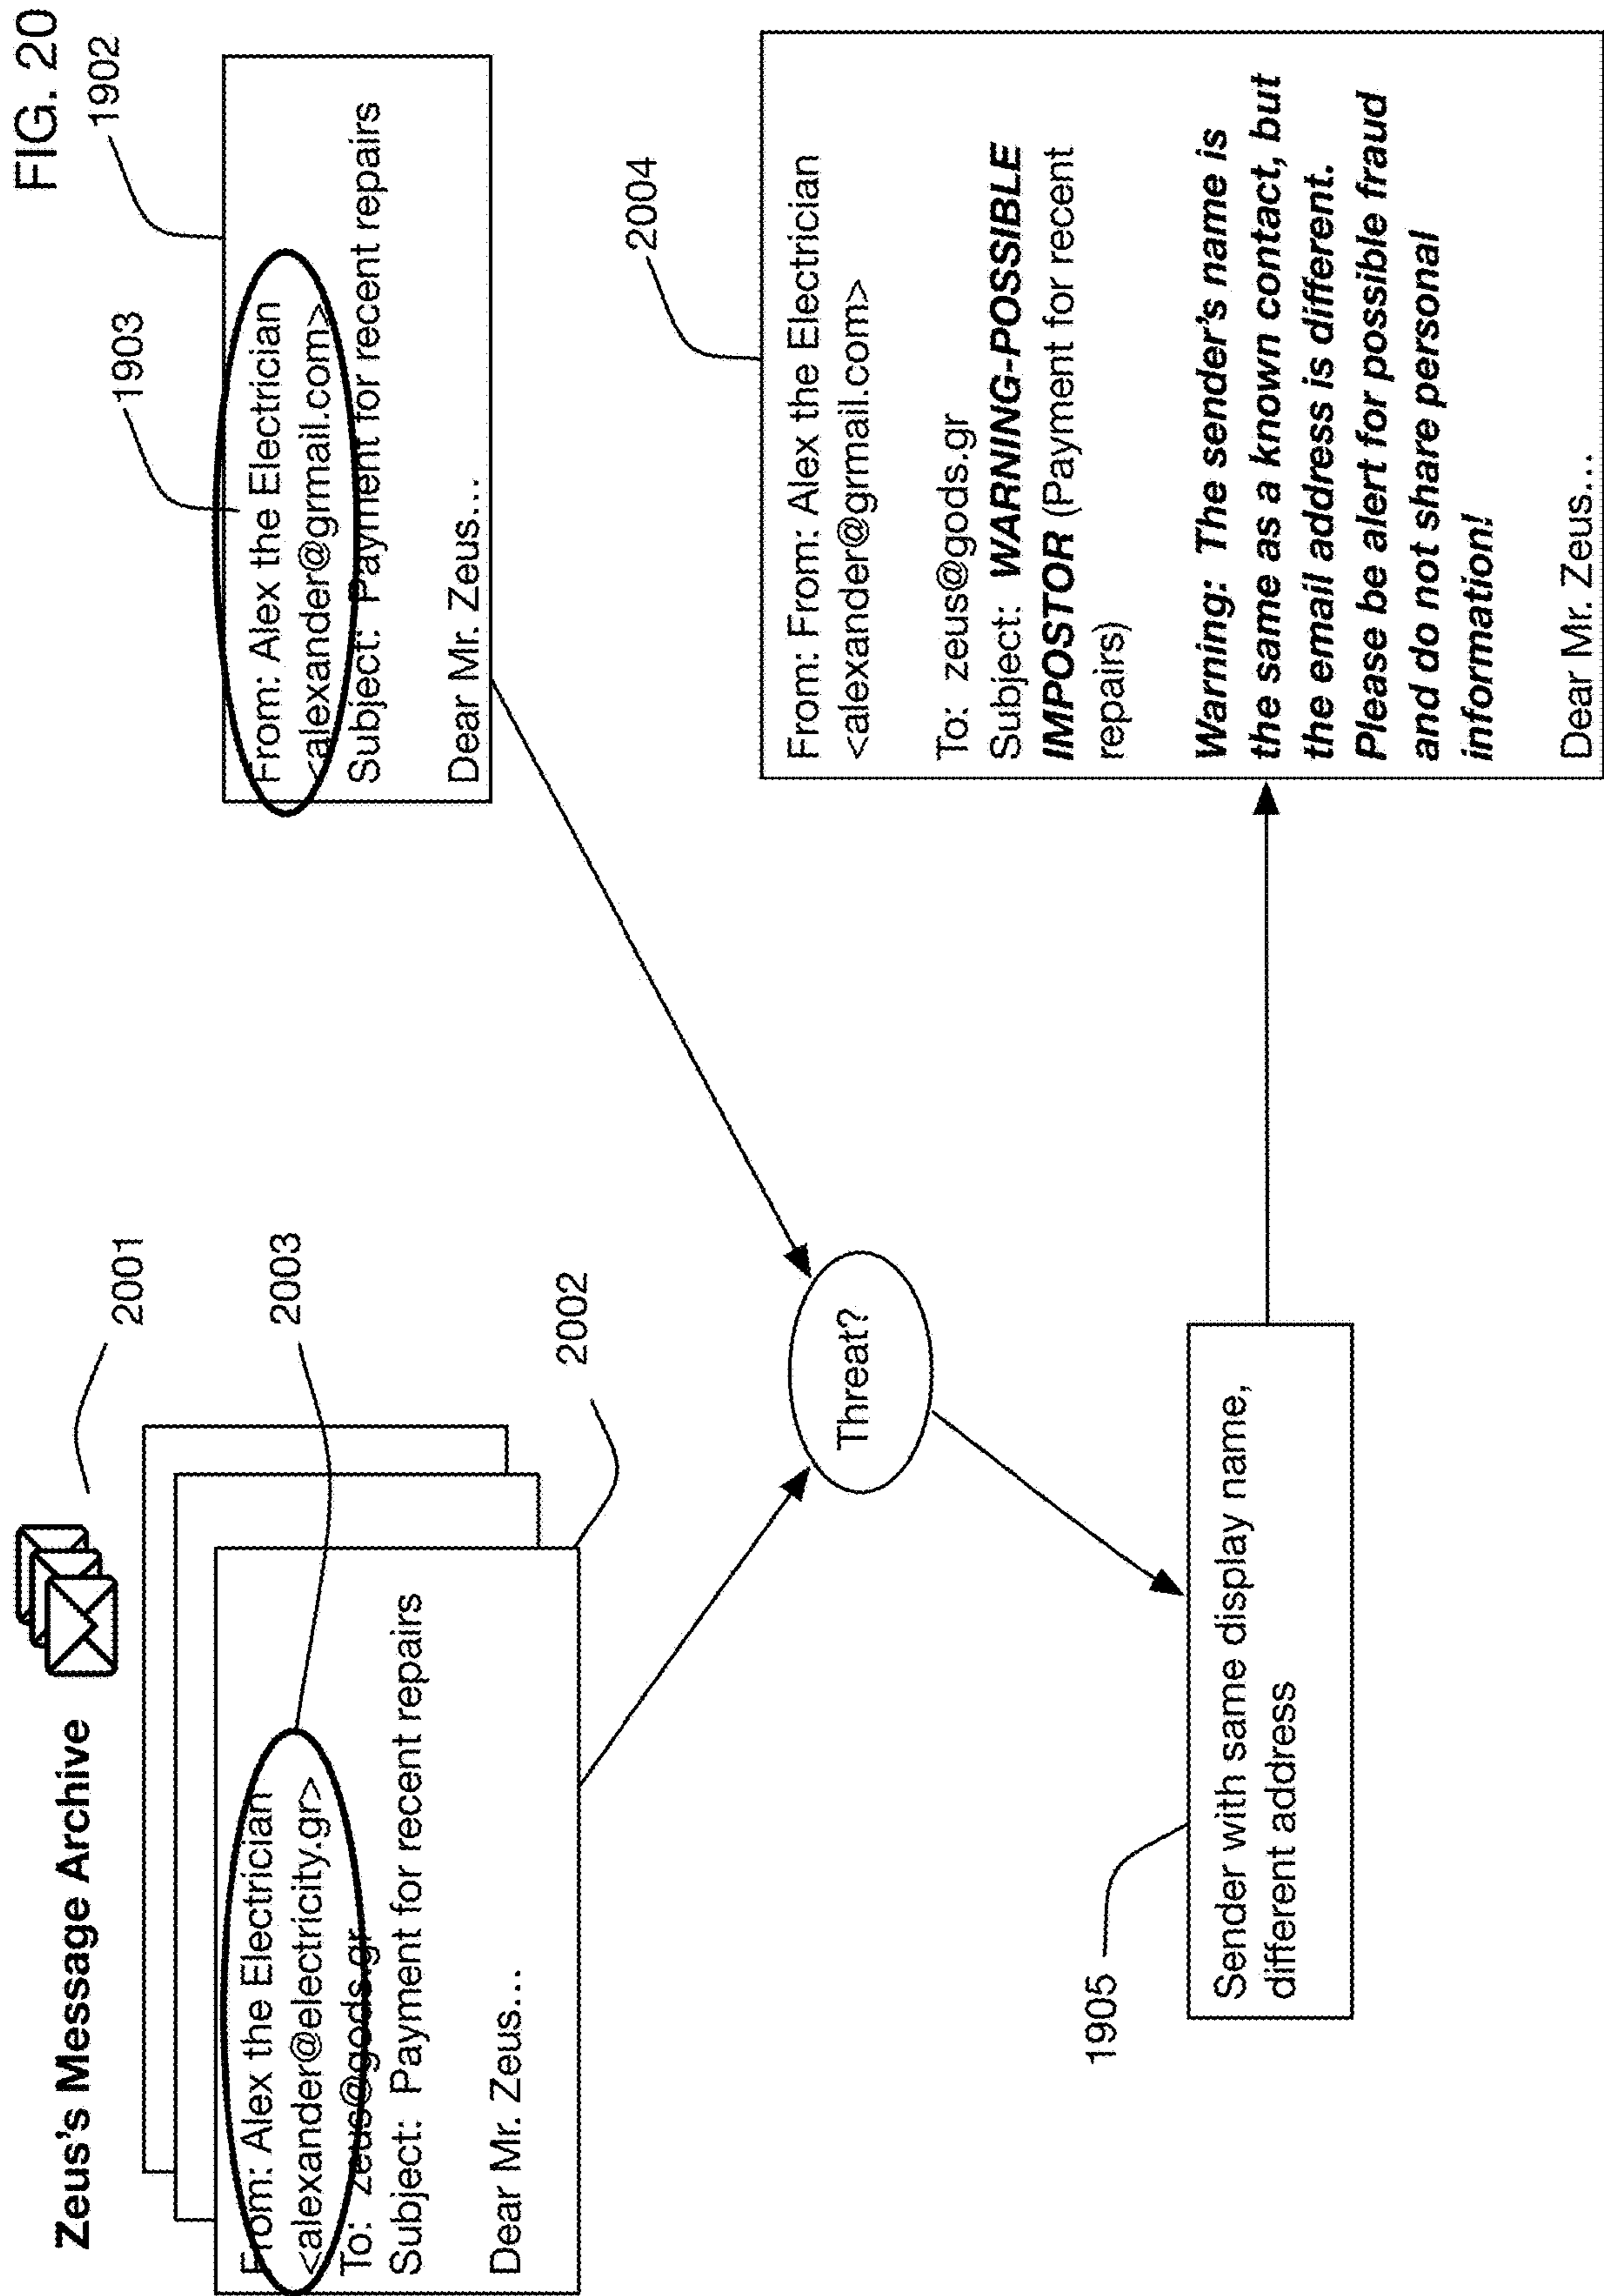 FIG. 20
Zeus's Message Archive
2001
2003
From: Alex the Electrician
<alexander@electricity.gr>
To: zeus@gods.gr
Subject: Payment for recent repairs
Dear Mr. Zeus...
2002
1902
1903
From: Alex the Electrician
<alexander@grmail.com>
Subject: Payment for recent repairs
Dear Mr. Zeus...
Threat?
1905
Sender with same display name,
different address
2004
From: From: Alex the Electrician
<alexander@grmail.com>
To: zeus@gods.gr
Subject: WARNING-POSSIBLE
IMPOSTOR (Payment for recent
repairs)
Warning: The sender's name is
the same as a known contact, but
the email address is different.
Please be alert for possible fraud
and do not share personal
information!
Dear Mr. Zeus...